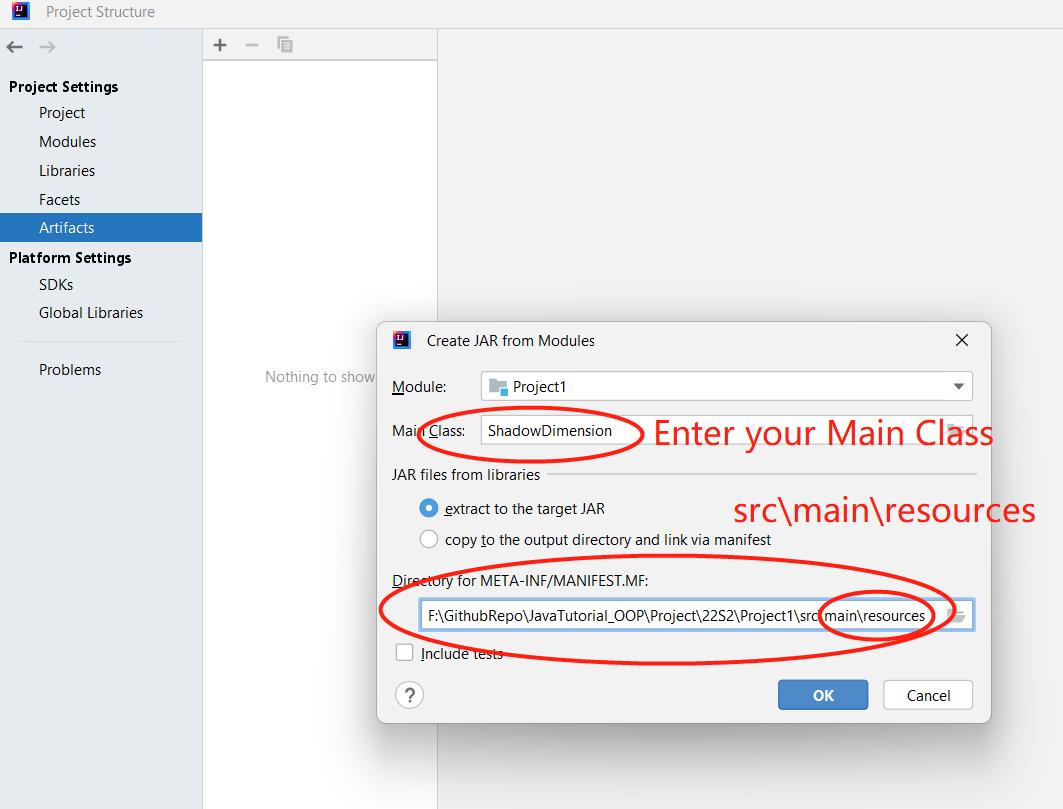 Project Structure
Project Settings
Project
Modules
Libraries
Facets
Artifacts
Platform Settings
SDKs
Global Libraries
Problems
Nothing to show
Create JAR from Modules
Module: Project1
Main Class: ShadowDimension
Enter your Main Class
JAR files from libraries
extract to the target JAR
src\main\resources
copy to the output directory and link via manifest
Directory for META-INF/MANIFEST.MF:
F:\GithubRepo\JavaTutorial_OOP\Project\22S2\Project1\src\main\resources
Include tests
?
OK Cancel